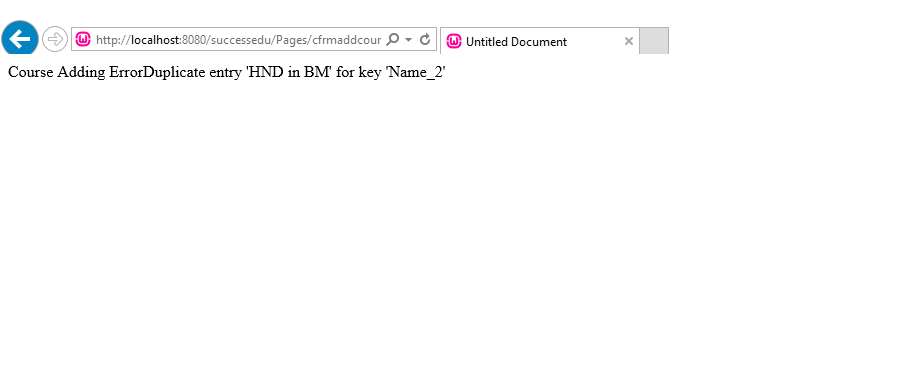 http://localhost:8080/successedu/Pages/cfrmaddcour
Untitled Document
Course Adding ErrorDuplicate entry 'HND in BM' for key 'Name_2'